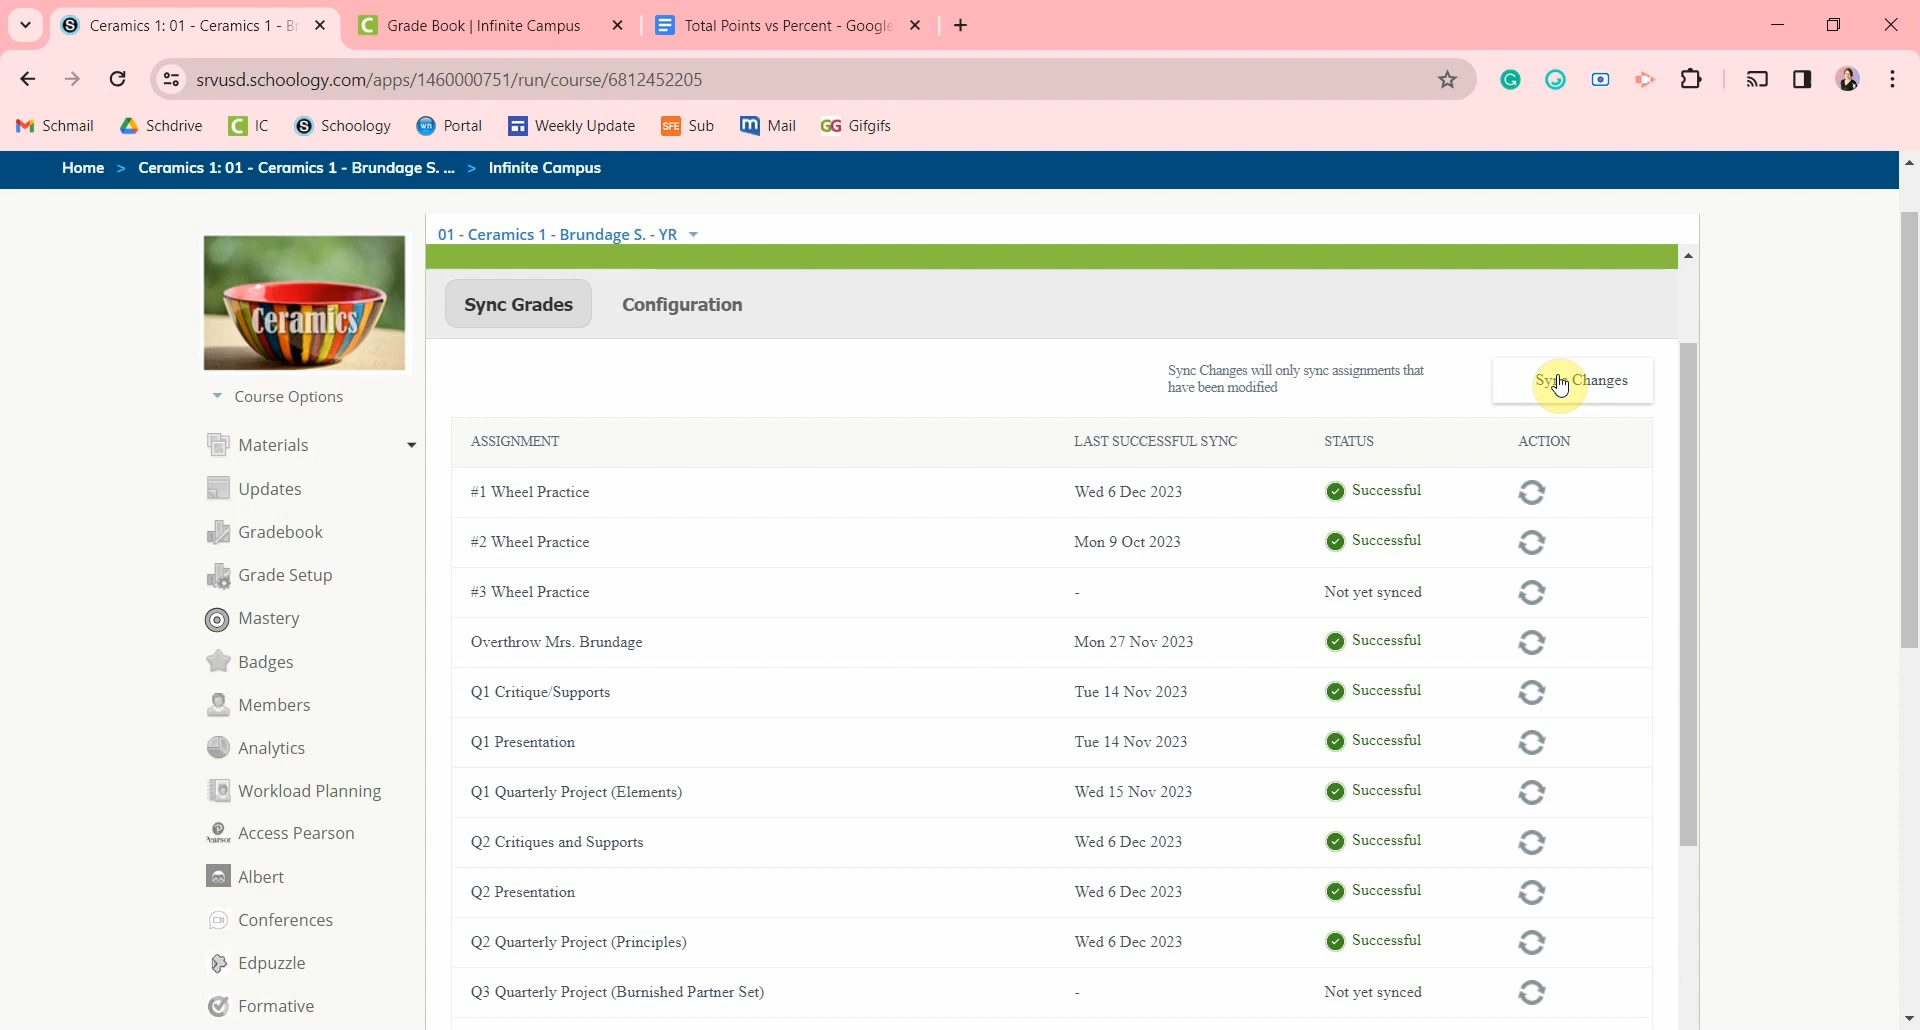 Ceramics 1: 01 - Ceramics 1 - Br
Grade Book | Infinite Campus
Total Points vs Percent - Google
srvusd.schoology.com/apps/1460000751/run/course/6812452205
Schmail
Schdrive
IC
Schoology
Portal
Weekly Update
SFE Sub
Mail
GG Gifgifs
Home > Ceramics 1: 01 - Ceramics 1 - Brundage S. ... > Infinite Campus
01 - Ceramics 1 - Brundage S. - YR
Ceramics
Sync Grades
Configuration
Sync Changes will only sync assignments that
have been modified
Sync Changes
Course Options
Materials
Updates
Gradebook
Grade Setup
Mastery
Badges
Members
Analytics
Workload Planning
Access Pearson
Albert
Conferences
Edpuzzle
Formative
ASSIGNMENT LAST SUCCESSFUL SYNC STATUS ACTION
#1 Wheel Practice Wed 6 Dec 2023 Successful
#2 Wheel Practice Mon 9 Oct 2023 Successful
#3 Wheel Practice - Not yet synced
Overthrow Mrs. Brundage Mon 27 Nov 2023 Successful
Q1 Critique/Supports Tue 14 Nov 2023 Successful
Q1 Presentation Tue 14 Nov 2023 Successful
Q1 Quarterly Project (Elements) Wed 15 Nov 2023 Successful
Q2 Critiques and Supports Wed 6 Dec 2023 Successful
Q2 Presentation Wed 6 Dec 2023 Successful
Q2 Quarterly Project (Principles) Wed 6 Dec 2023 Successful
Q3 Quarterly Project (Burnished Partner Set) - Not yet synced